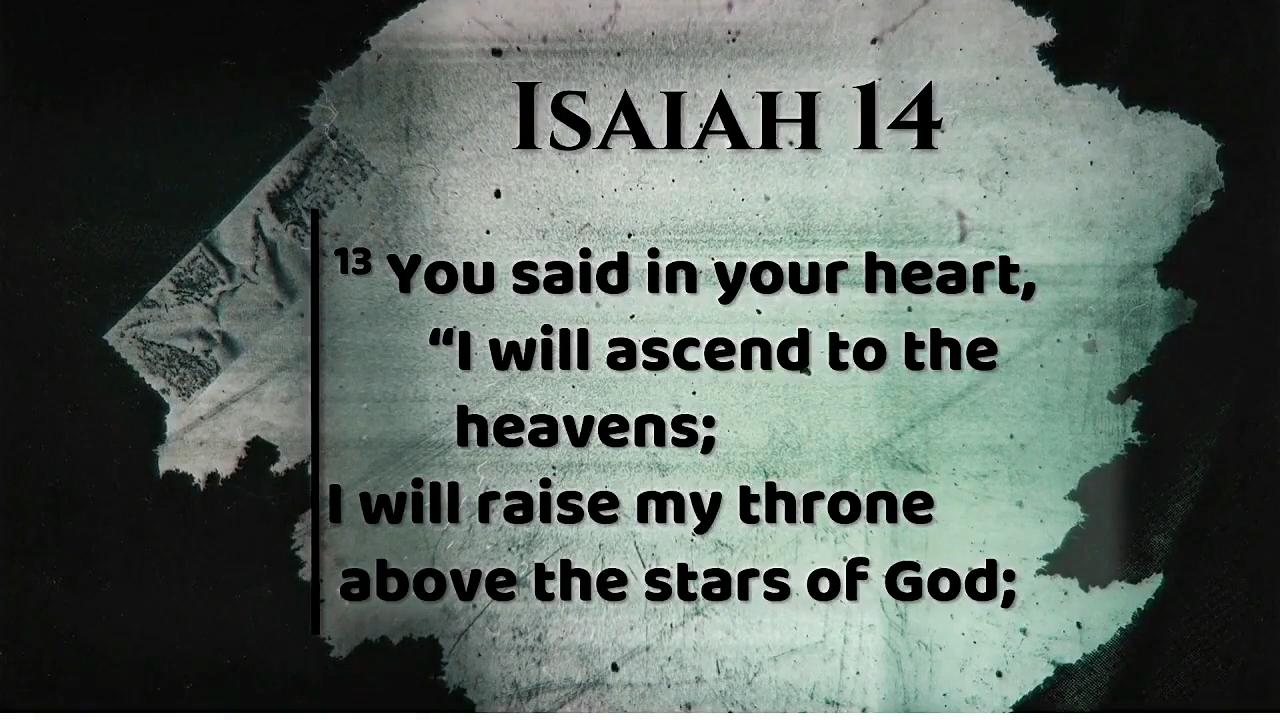 ISAIAH 14
13 You said in your heart,
“I will ascend to the
heavens;
I will raise my throne
above the stars of God;